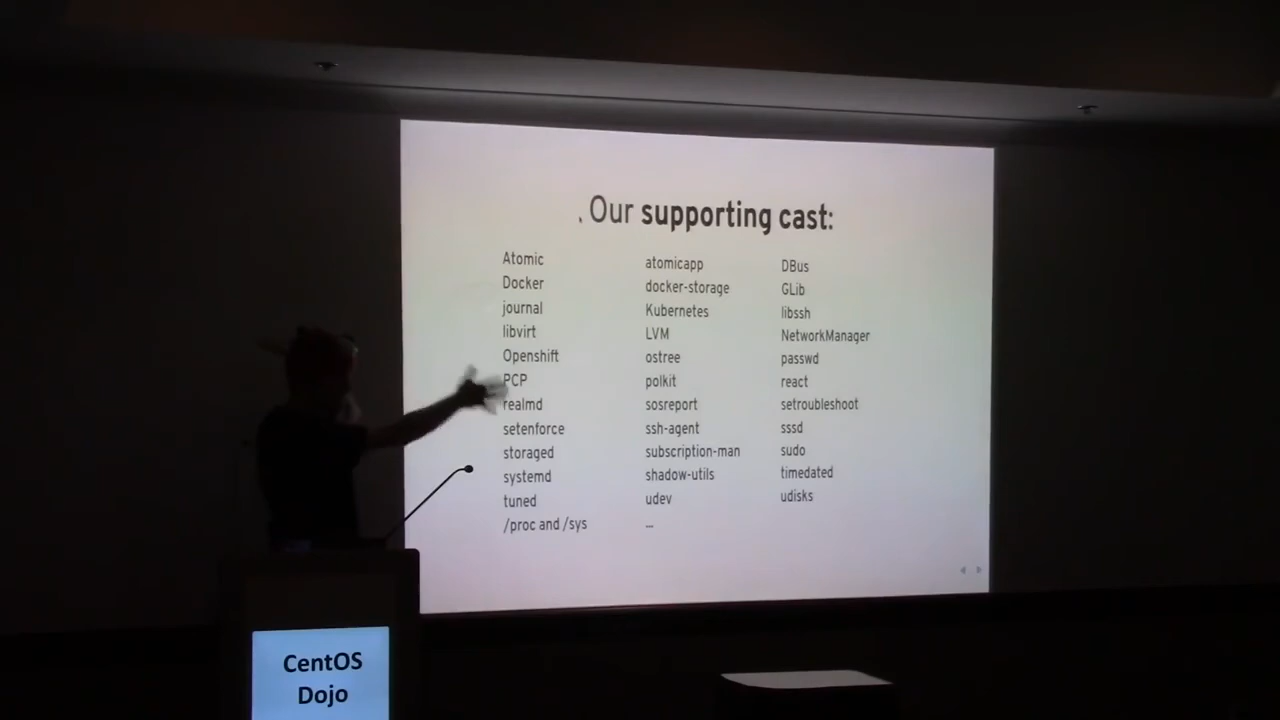 . Our supporting cast:
Atomic
Docker
journal
libvirt
Openshift
PCP
realmd
setenforce
storaged
systemd
tuned
/proc and /sys
atomicapp
docker-storage
Kubernetes
LVM
ostree
polkit
sosreport
ssh-agent
subscription-man
shadow-utils
udev
...
DBus
GLib
libssh
NetworkManager
passwd
react
setroubleshoot
sssd
sudo
timedated
udisks
CentOS
Dojo